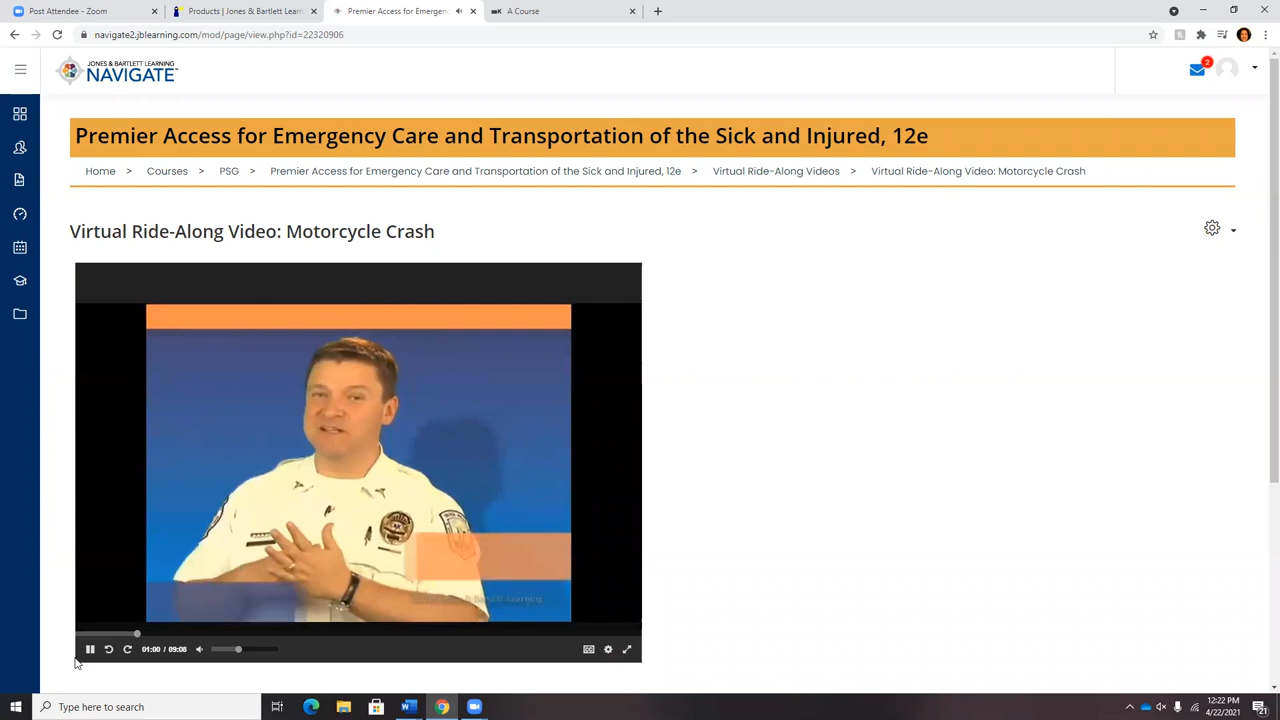 Post Attendee - Zoom
Products | Jones & Bartlett Learn
Premier Access for Emergenc
A Course
navigate2.jblearning.com/mod/page/view.php?id=22320906
JONES & BARTLETT LEARNING
NAVIGATE
2
Premier Access for Emergency Care and Transportation of the Sick and Injured, 12e
Home > Courses > PSG > Premier Access for Emergency Care and Transportation of the Sick and Injured, 12e > Virtual Ride-Along Videos > Virtual Ride-Along Video: Motorcycle Crash
Virtual Ride-Along Video: Motorcycle Crash
Learning
01:00 / 09:08
Type here to search
12:22 PM
4/22/2021
21